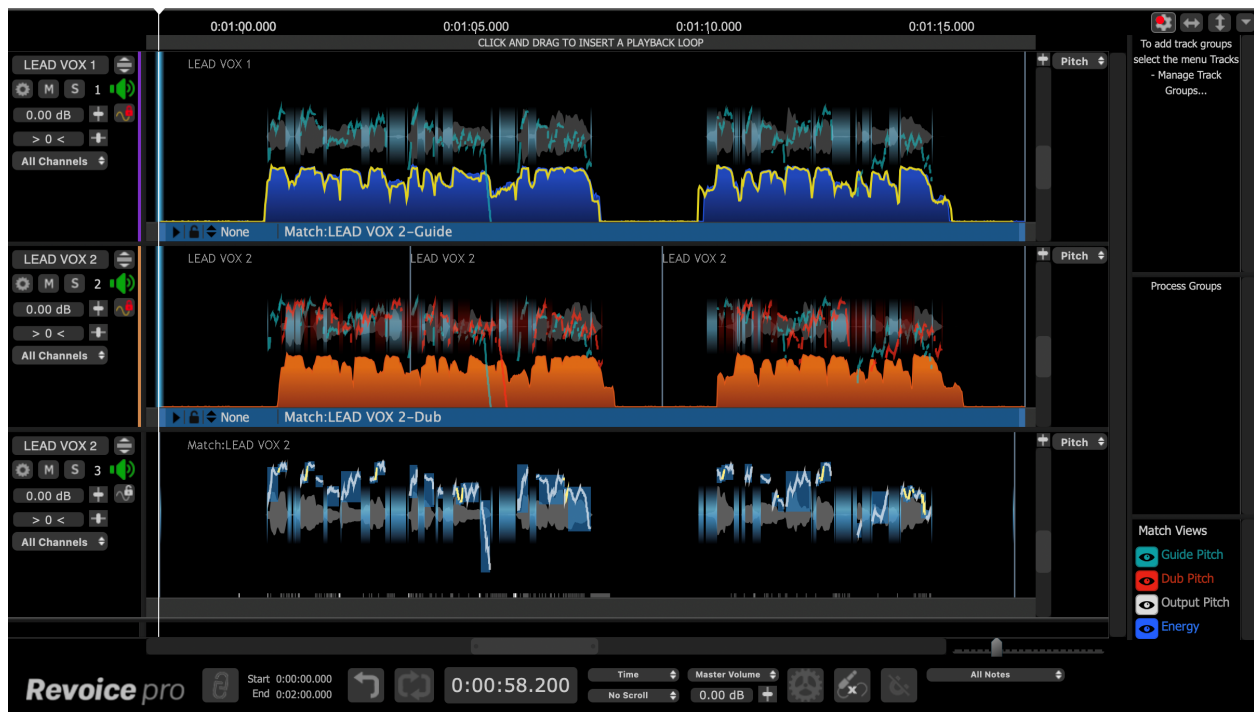 0:01:00.000 0:01:05.000 0:01:10.000 0:01:15.000
CLICK AND DRAG TO INSERT A PLAYBACK LOOP
To add track groups
select the menu Tracks
- Manage Track
Groups...
LEAD VOX 1
M S 1
0.00 dB
> 0 <
All Channels
LEAD VOX 1
Pitch
None Match:LEAD VOX 2-Guide
LEAD VOX 2
M S 2
0.00 dB
> 0 <
All Channels
LEAD VOX 2 LEAD VOX 2 LEAD VOX 2
Pitch
None Match:LEAD VOX 2-Dub
Process Groups
LEAD VOX 2
M S 3
0.00 dB
> 0 <
All Channels
Match:LEAD VOX 2
Pitch
Match Views
Guide Pitch
Dub Pitch
Output Pitch
Energy
Revoice pro
Start 0:00:00.000
End 0:02:00.000
0:00:58.200
Time
No Scroll
Master Volume
0.00 dB
All Notes